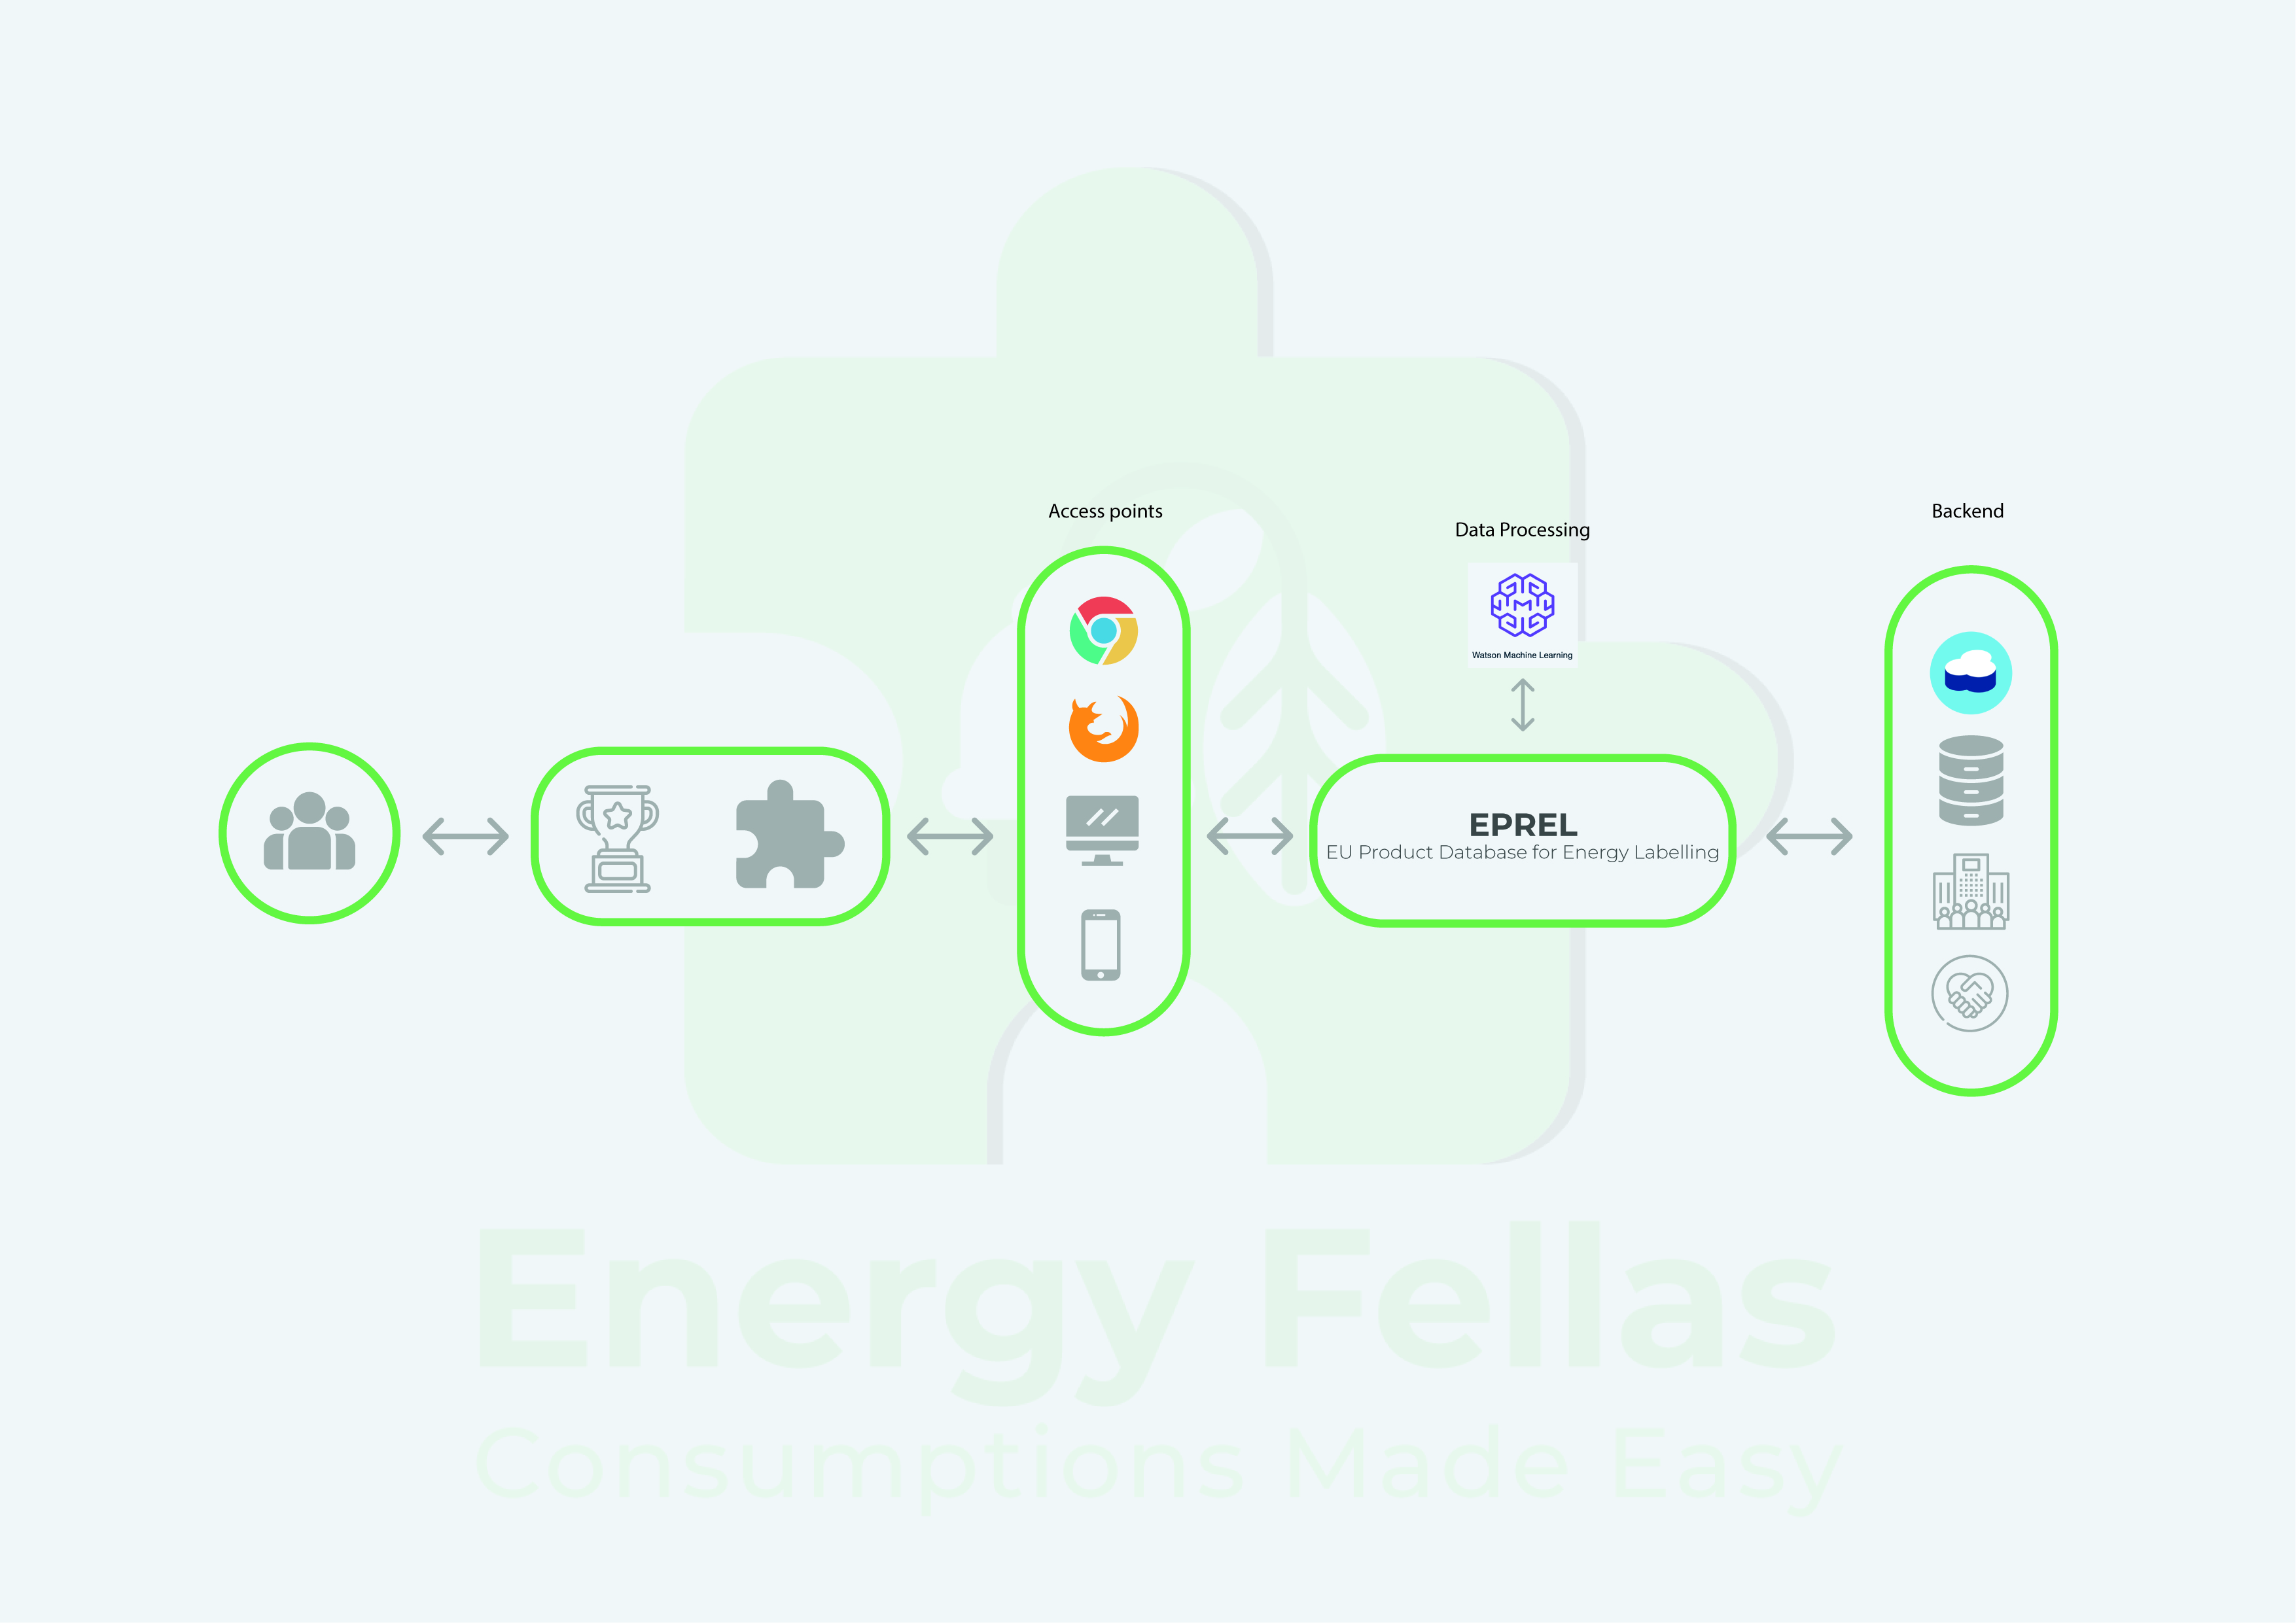 Access points
Data Processing
Backend
Watson Machine Learning
EPREL
EU Product Database for Energy Labelling
Energy Fellas
Consumptions Made Easy